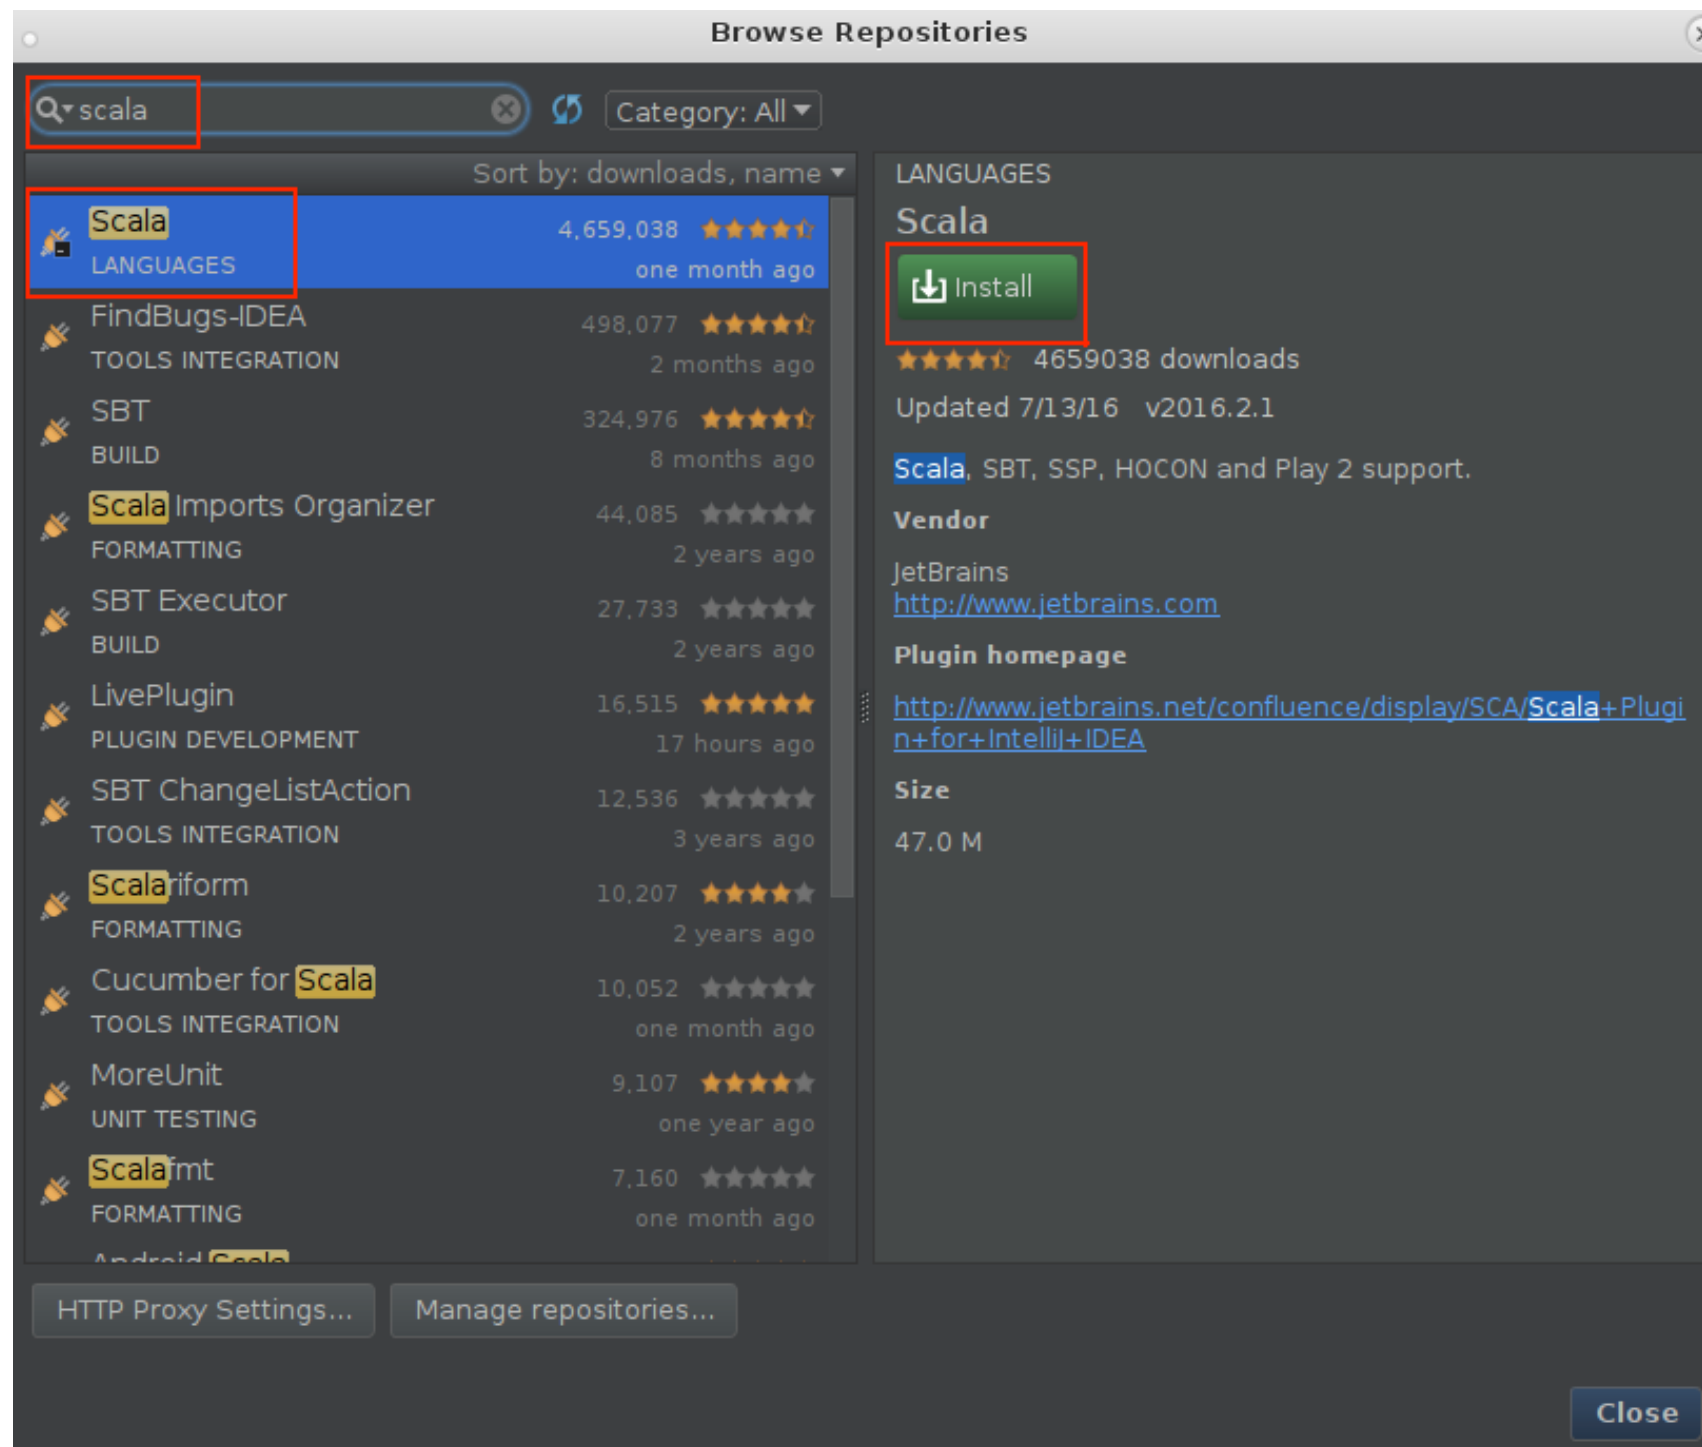 Browse Repositories
scala
Category: All
Sort by: downloads, name
Scala
4,659,038
LANGUAGES
one month ago
FindBugs-IDEA
498,077
TOOLS INTEGRATION
2 months ago
SBT
324,976
BUILD
8 months ago
Scala Imports Organizer
44,085
FORMATTING
2 years ago
SBT Executor
27,733
BUILD
2 years ago
LivePlugin
16,515
PLUGIN DEVELOPMENT
17 hours ago
SBT ChangeListAction
12,536
TOOLS INTEGRATION
3 years ago
Scalariform
10,207
FORMATTING
2 years ago
Cucumber for Scala
10,052
TOOLS INTEGRATION
one month ago
MoreUnit
9,107
UNIT TESTING
one year ago
Scalafmt
7,160
FORMATTING
one month ago
Android Scala
LANGUAGES
Scala
Install
4659038 downloads
Updated 7/13/16 v2016.2.1
Scala, SBT, SSP, HOCON and Play 2 support.
Vendor
JetBrains
http://www.jetbrains.com
Plugin homepage
http://www.jetbrains.net/confluence/display/SCA/Scala+Plugi
n+for+IntelliJ+IDEA
Size
47.0 M
HTTP Proxy Settings...
Manage repositories...
Close